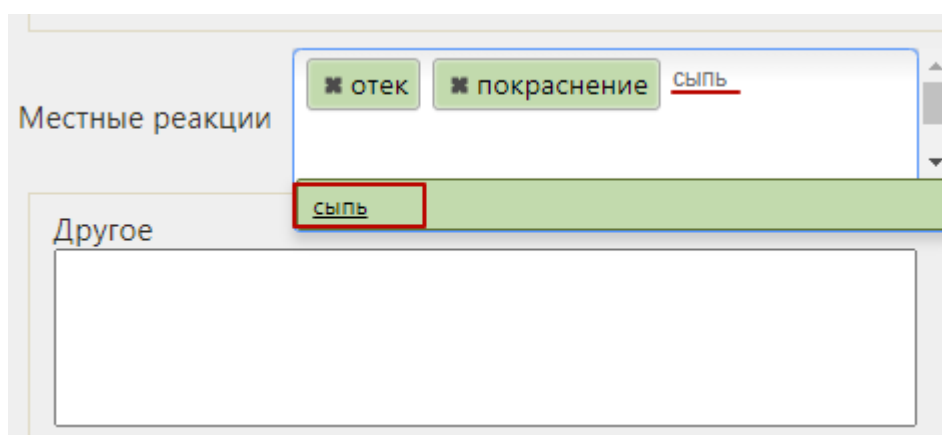 Местные реакции
✖ отек ✖ покраснение сыпь
сыпь
Другое